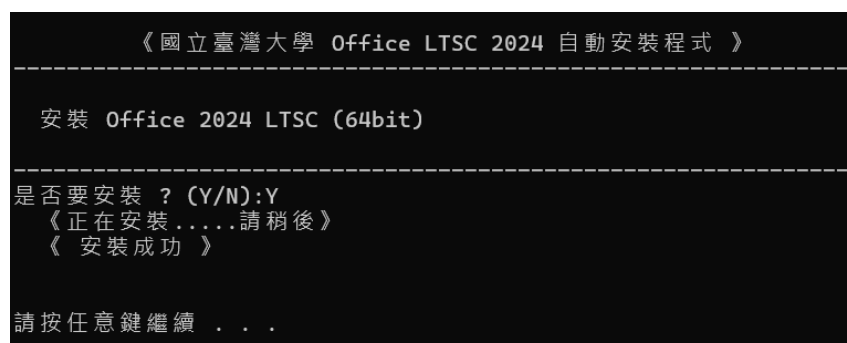 《國立臺灣大學 Office LTSC 2024 自動安裝程式 》
安裝 Office 2024 LTSC (64bit)
是否要安裝 ? (Y/N):Y
《正在安裝.....請稍後》
《 安裝成功 》
請按任意鍵繼續 . . .